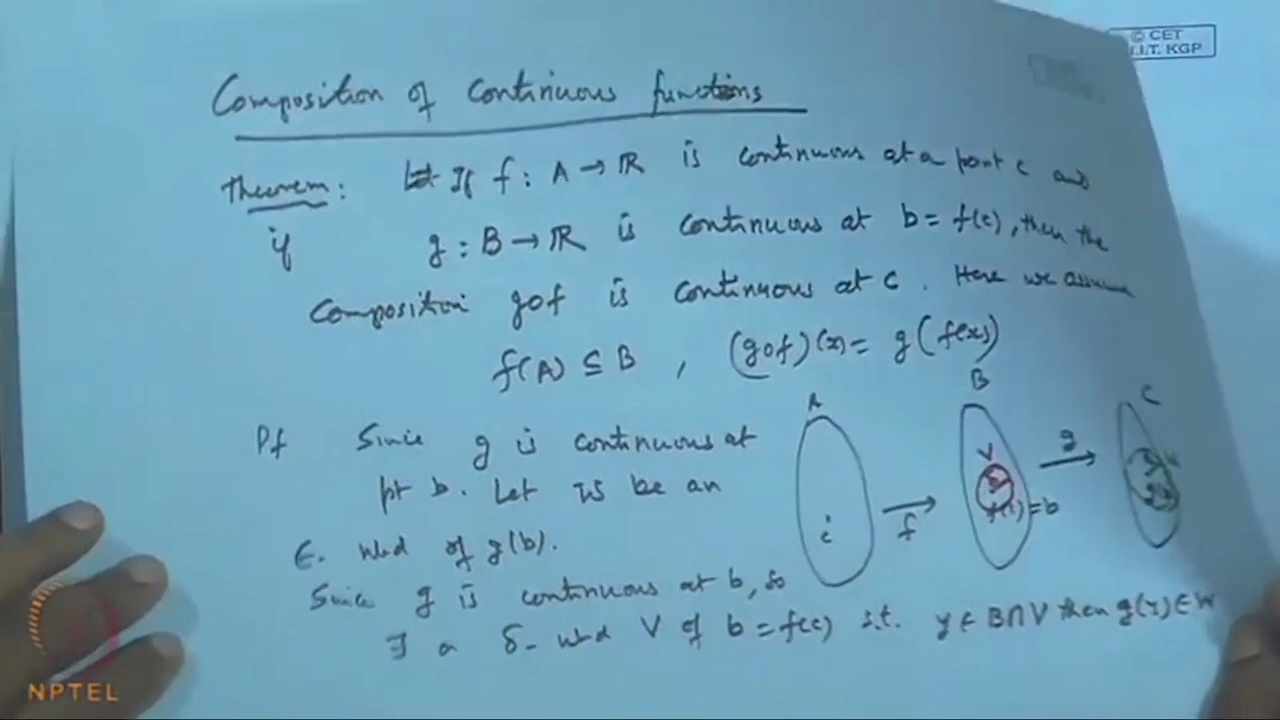 © CET
I.I.T. KGP
Composition of Continuous functions
Theorem: If f : A → ℝ is continuous at a point c and
if g : B → ℝ is continuous at b = f(c), then the
Composition gof is continuous at c. Here we assume
f(A) ⊆ B , (gof)(x) = g(f(x))
Pf Since g is continuous at
pt b. Let W be an
ϵ. nbd of g(b).
Since g is continuous at b, so
∃ a δ- nbd V of b = f(c) s.t. y ∈ B∩V then g(y) ∈ W
A B C
V
c f f(c) = b g
NPTEL